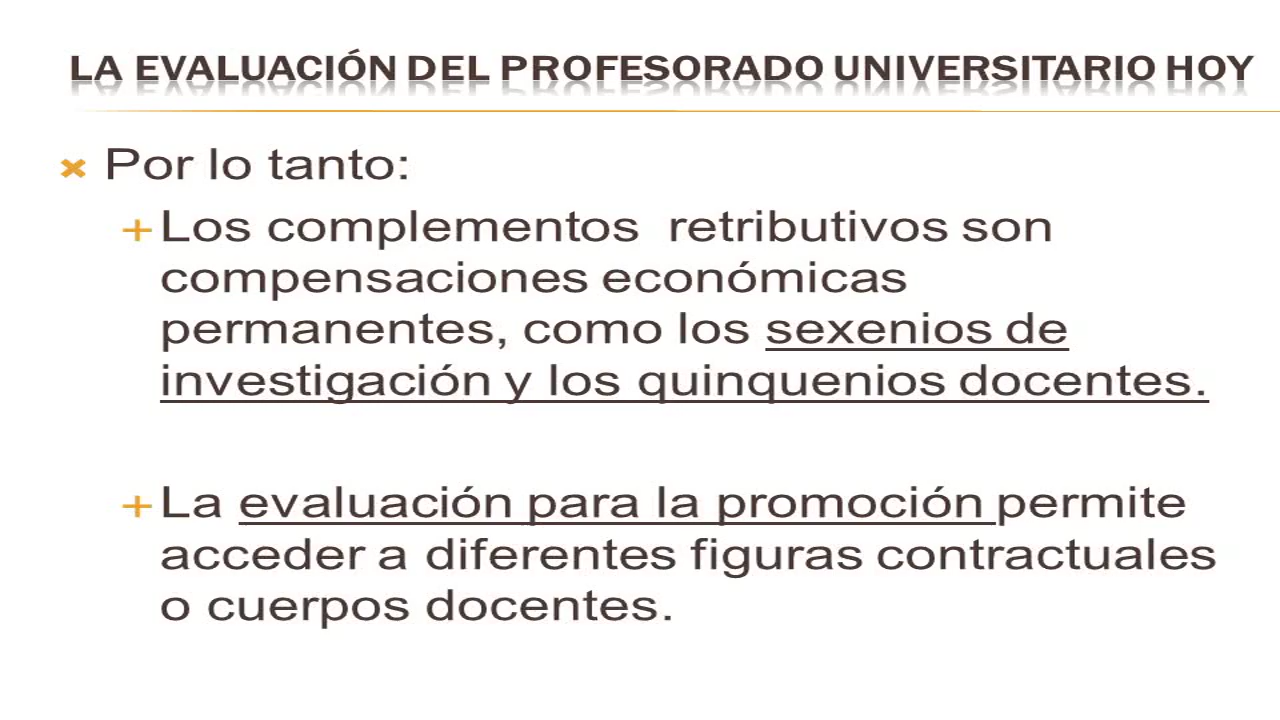 LA EVALUACIÓN DEL PROFESORADO UNIVERSITARIO HOY
Por lo tanto:
Los complementos retributivos son
compensaciones económicas
permanentes, como los sexenios de
investigación y los quinquenios docentes.
La evaluación para la promoción permite
acceder a diferentes figuras contractuales
o cuerpos docentes.